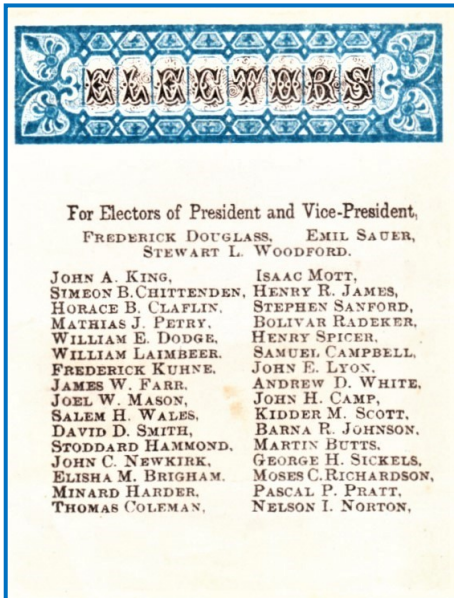 ELECTORS
For Electors of President and Vice-President,
FREDERICK DOUGLASS, EMIL SAUER,
STEWART L. WOODFORD.
JOHN A. KING,
SIMEON B. CHITTENDEN,
HORACE B. CLAFLIN,
MATHIAS J. PETRY,
WILLIAM E. DODGE,
WILLIAM LAIMBEER,
FREDERICK KUHNE,
JAMES W. FARR,
JOEL W. MASON,
SALEM H. WALES,
DAVID D. SMITH,
STODDARD HAMMOND,
JOHN C. NEWKIRK,
ELISHA M. BRIGHAM,
MINARD HARDER,
THOMAS COLEMAN,
ISAAC MOTT,
HENRY R. JAMES,
STEPHEN SANFORD,
BOLIVAR RADEKER,
HENRY SPICER,
SAMUEL CAMPBELL,
JOHN E. LYON,
ANDREW D. WHITE,
JOHN H. CAMP,
KIDDER M. SCOTT,
BARNA R. JOHNSON,
MARTIN BUTTS,
GEORGE H. SICKELS,
MOSES C. RICHARDSON,
PASCAL P. PRATT,
NELSON I. NORTON,